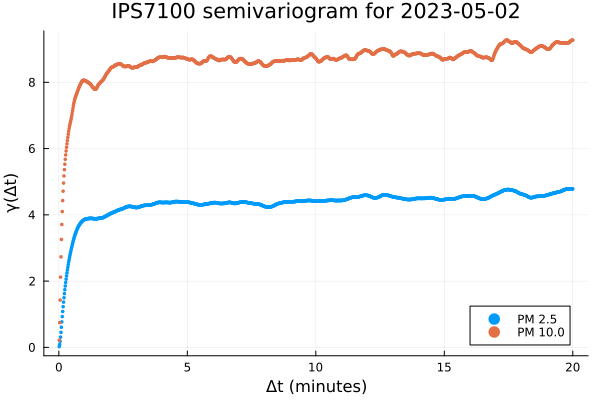 IPS7100 semivariogram for 2023-05-02
γ(Δt)
8
6
4
2
0
0 5 10 15 20
Δt (minutes)
PM 2.5
PM 10.0